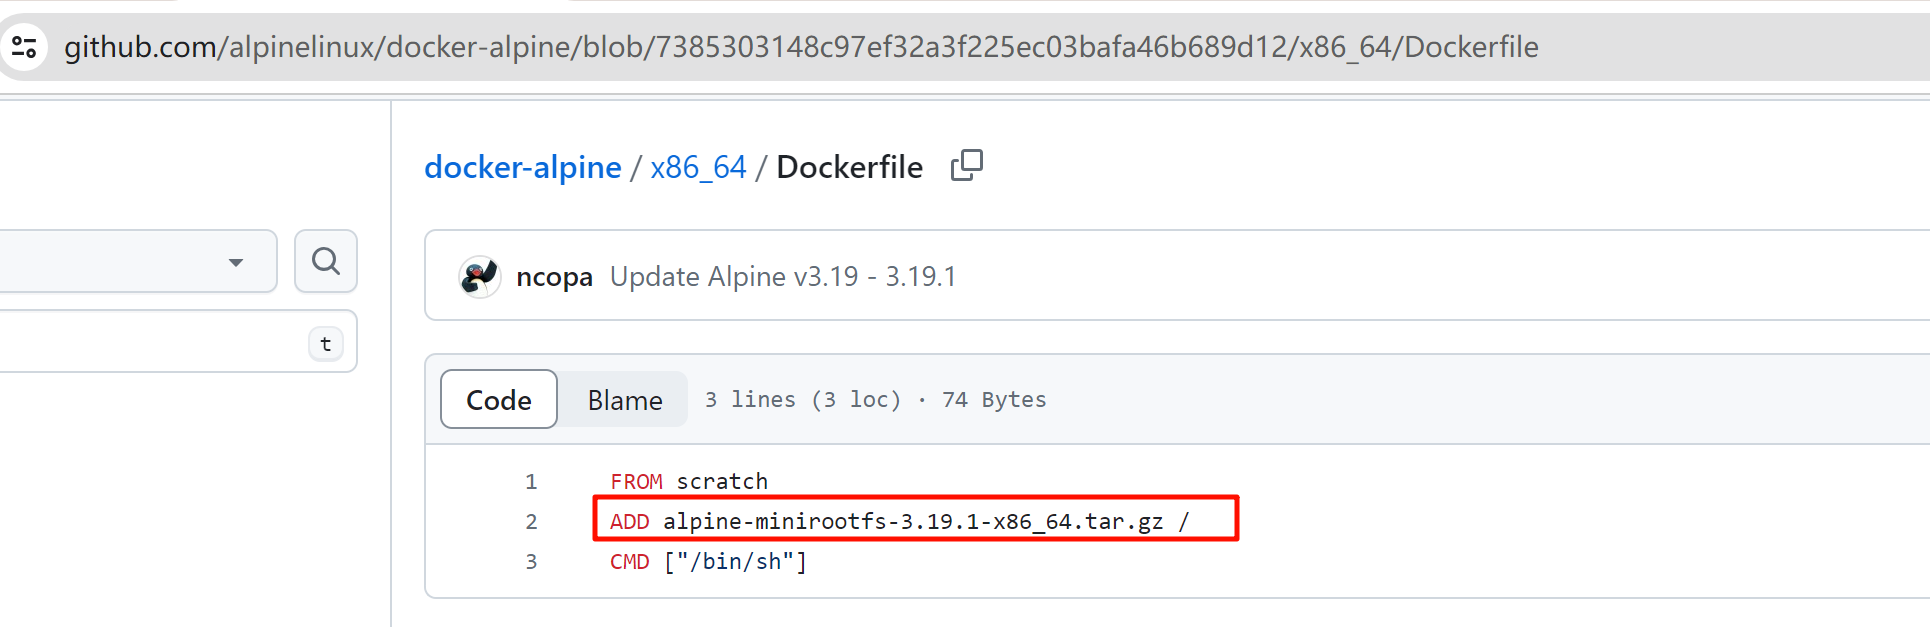 github.com/alpinelinux/docker-alpine/blob/7385303148c97ef32a3f225ec03bafa46b689d12/x86_64/Dockerfile
docker-alpine / x86_64 / Dockerfile
ncopa Update Alpine v3.19 - 3.19.1
t
Code Blame 3 lines (3 loc) · 74 Bytes
1 FROM scratch
2 ADD alpine-minirootfs-3.19.1-x86_64.tar.gz /
3 CMD ["/bin/sh"]